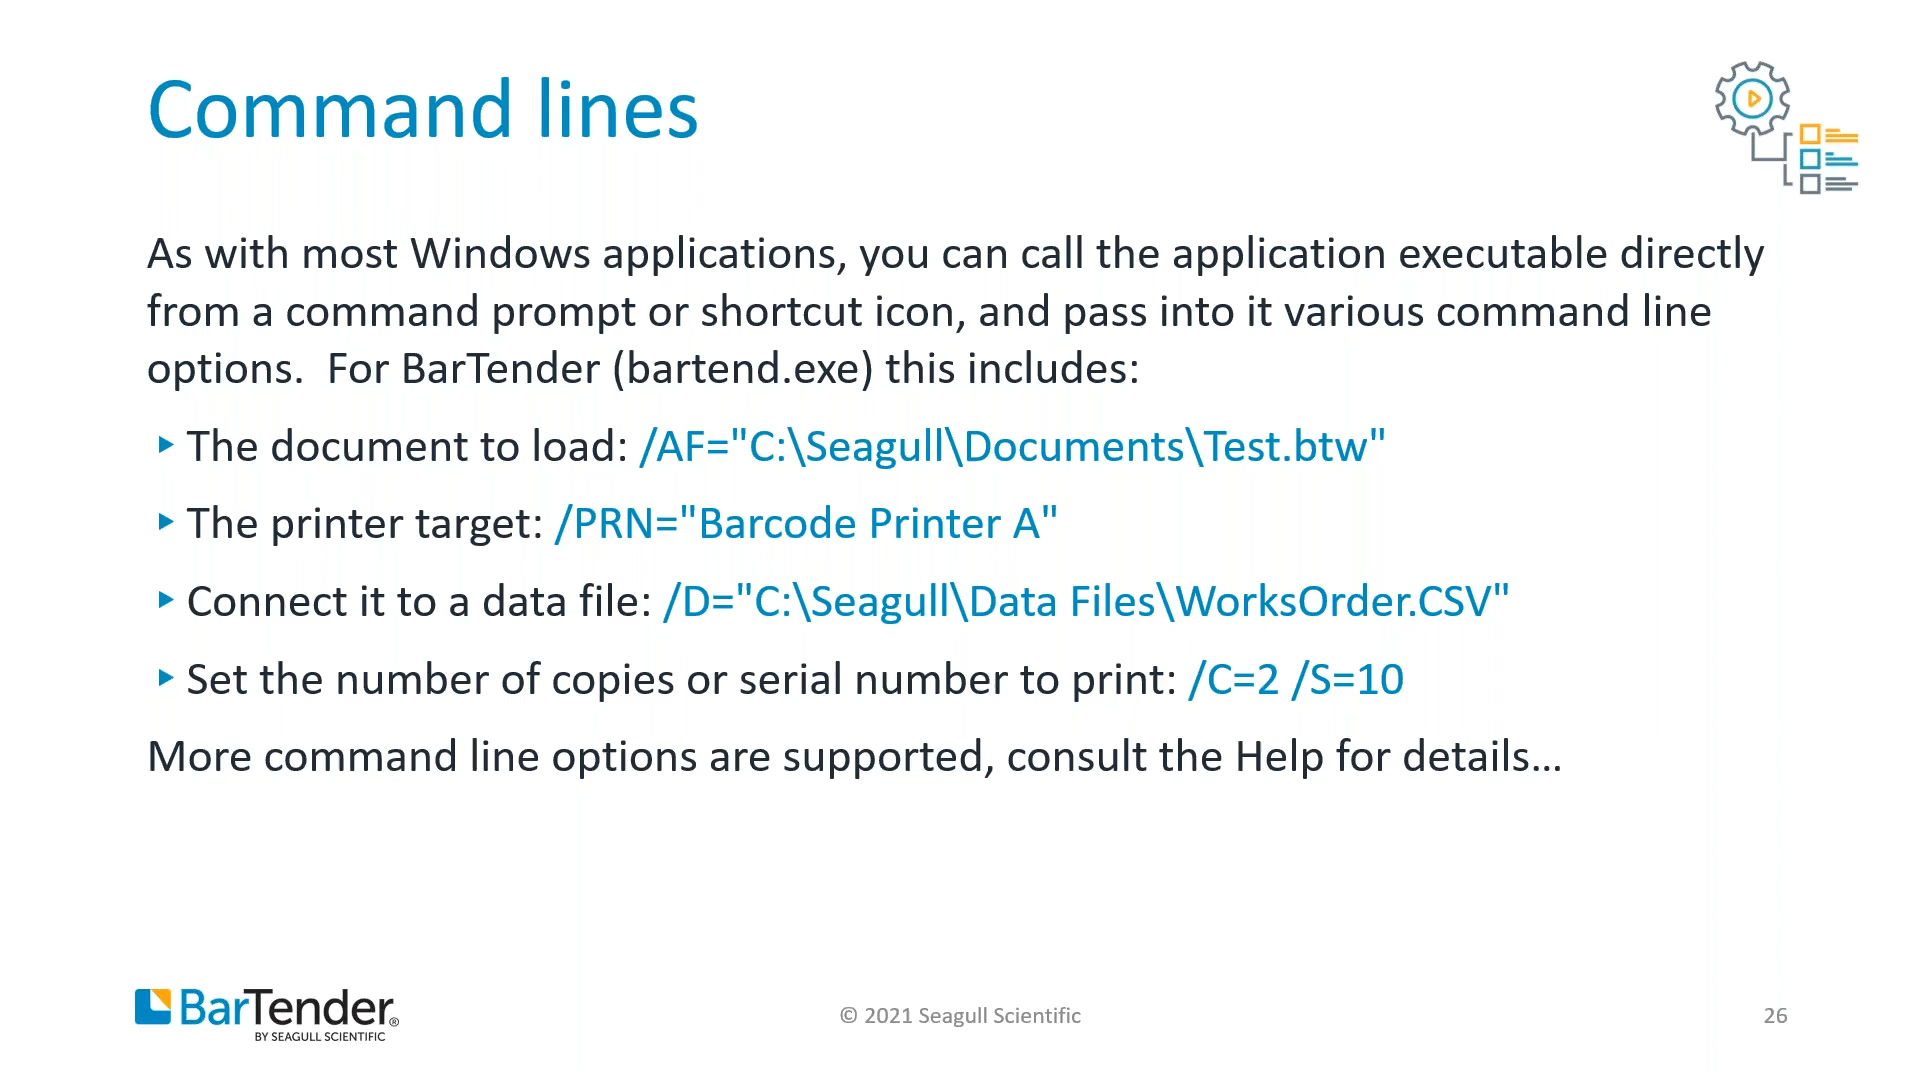 Command lines
As with most Windows applications, you can call the application executable directly
from a command prompt or shortcut icon, and pass into it various command line
options.  For BarTender (bartend.exe) this includes:
‣ The document to load: /AF="C:\Seagull\Documents\Test.btw"
‣ The printer target: /PRN="Barcode Printer A"
‣ Connect it to a data file: /D="C:\Seagull\Data Files\WorksOrder.CSV"
‣ Set the number of copies or serial number to print: /C=2 /S=10
More command line options are supported, consult the Help for details...
BarTender®
BY SEAGULL SCIENTIFIC
© 2021 Seagull Scientific
26